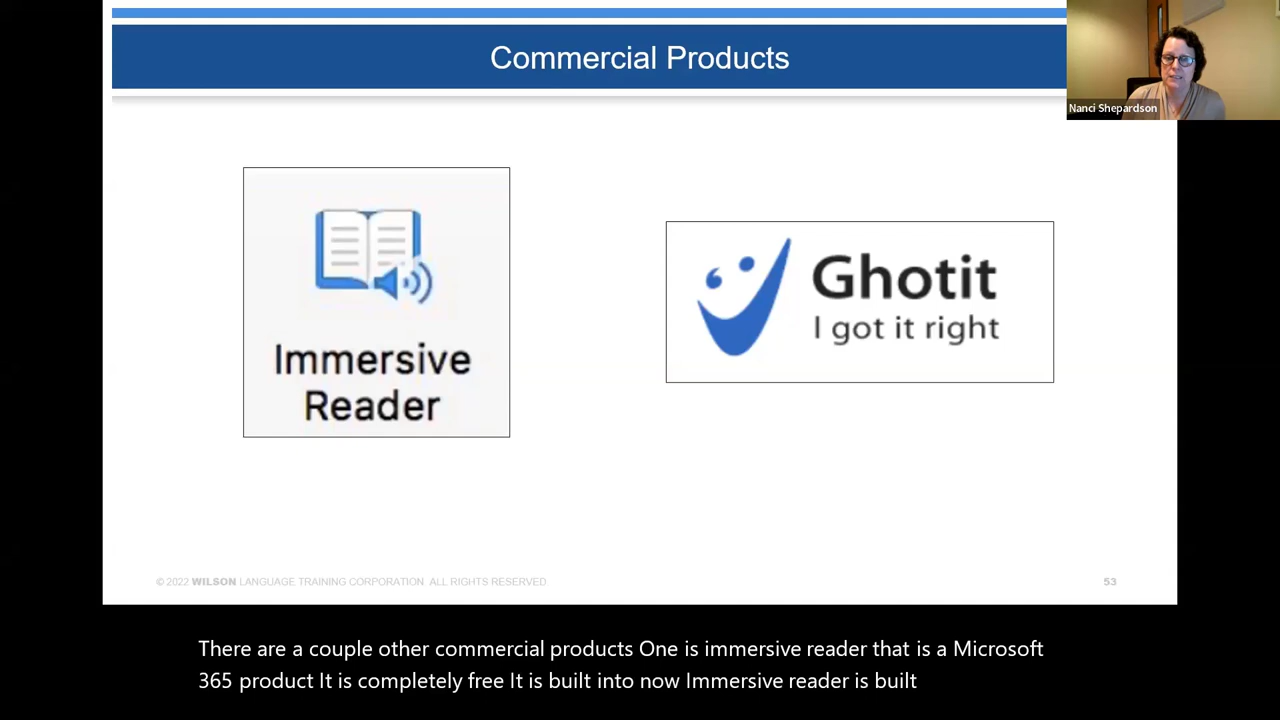 Commercial Products
Nanci Shepardson
Immersive
Reader
Ghotit
I got it right
© 2022 WILSON LANGUAGE TRAINING CORPORATION. ALL RIGHTS RESERVED
53
There are a couple other commercial products One is immersive reader that is a Microsoft
365 product It is completely free It is built into now Immersive reader is built